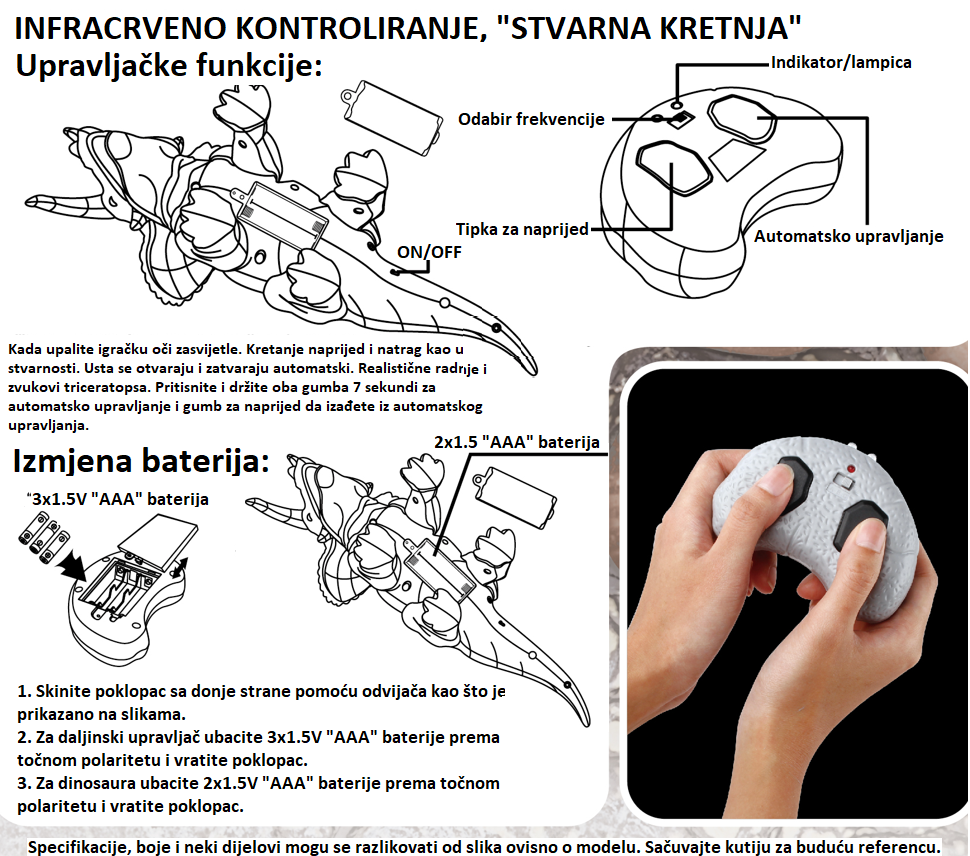 INFRACRVENO KONTROLIRANJE, "STVARNA KRETNJA"
Upravljačke funkcije:
Indikator/lampica
Odabir frekvencije
Tipka za naprijed
Automatsko upravljanje
ON/OFF
Kada upalite igračku oči zasvijetle. Kretanje naprijed i natrag kao u
stvarnosti. Usta se otvaraju i zatvaraju automatski. Realistične radnje i
zvukovi triceratopsa. Pritisnite i držite oba gumba 7 sekundi za
automatsko upravljanje i gumb za naprijed da izađete iz automatskog
upravljanja.
Izmjena baterija:
2x1.5 "AAA" baterija
3x1.5V "AAA" baterija
1. Skinite poklopac sa donje strane pomoću odvijača kao što je
prikazano na slikama.
2. Za daljinski upravljač ubacite 3x1.5V "AAA" baterije prema
točnom polaritetu i vratite poklopac.
3. Za dinosaura ubacite 2x1.5V "AAA" baterije prema točnom
polaritetu i vratite poklopac.
Specifikacije, boje i neki dijelovi mogu se razlikovati od slika ovisno o modelu. Sačuvajte kutiju za buduću referencu.